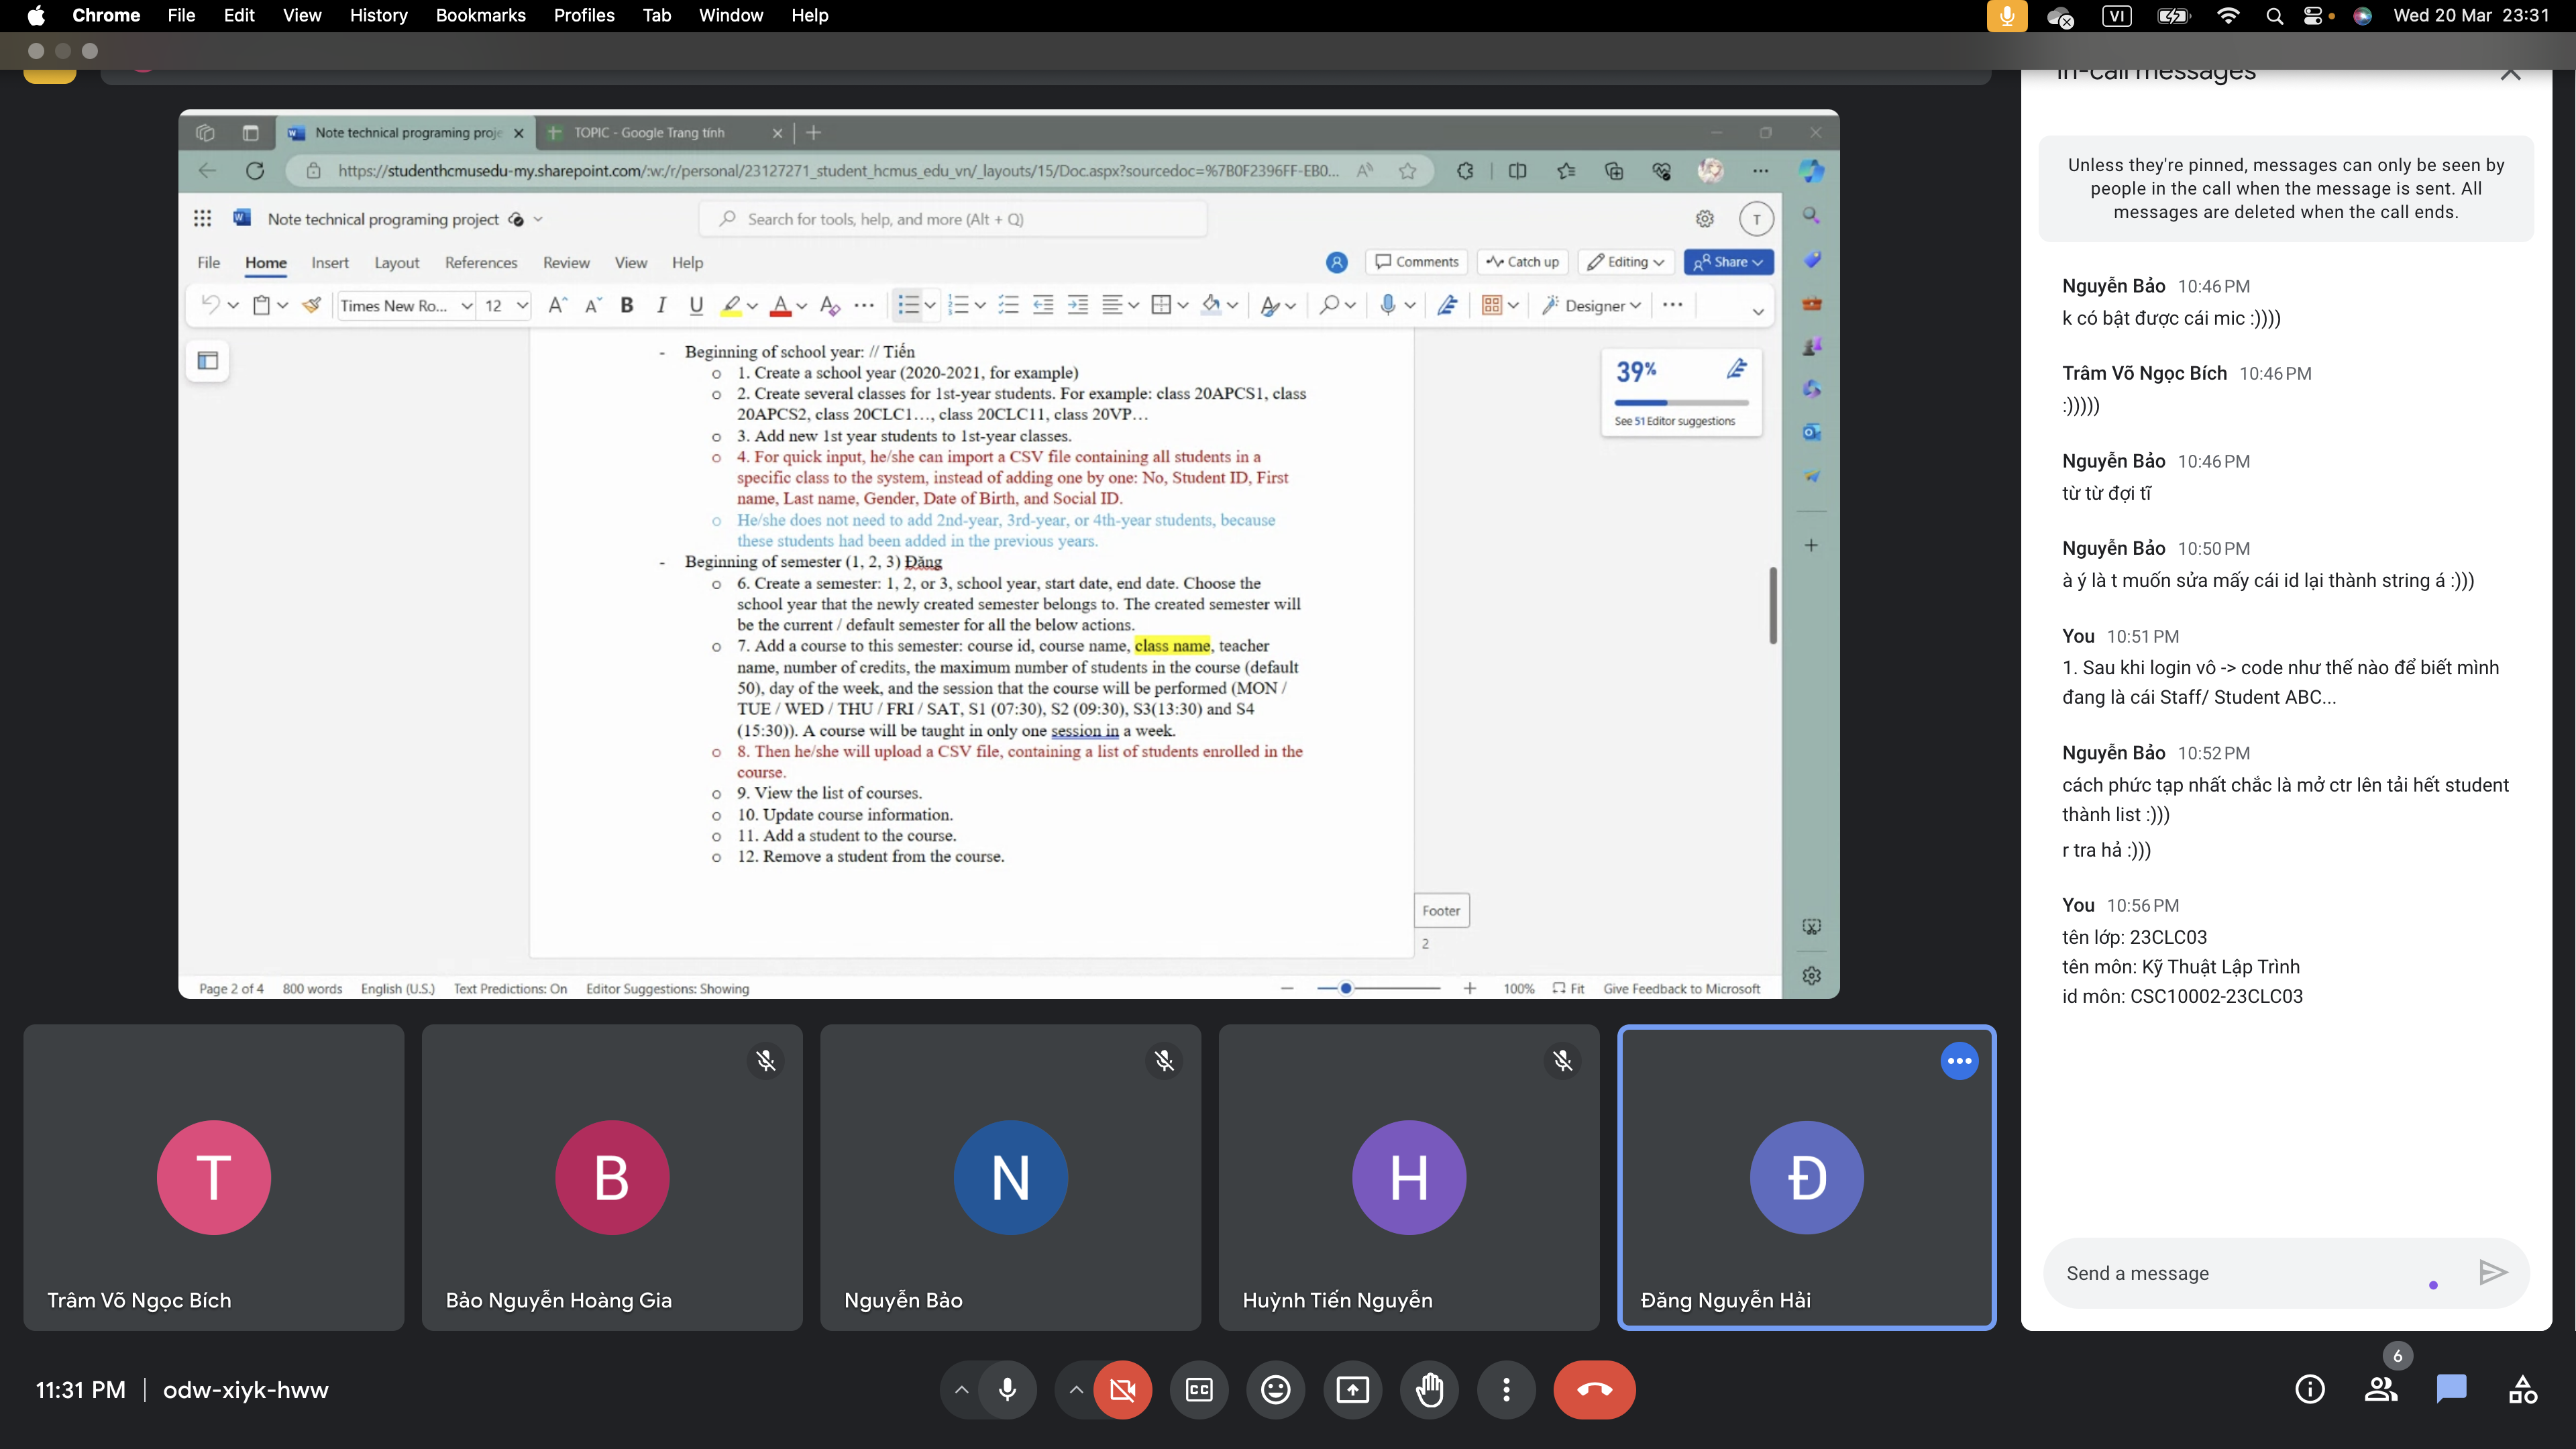 Chrome File Edit View History Bookmarks Profiles Tab Window Help
VI Wed 20 Mar 23:31
Note technical programing proje
TOPIC - Google Trang tính
https://studenthcmusedu-my.sharepoint.com/:w:/r/personal/23127271_student_hcmus_edu_vn/_layouts/15/Doc.aspx?sourcedoc=%7B0F2396FF-EB0...
Note technical programing project
Search for tools, help, and more (Alt + Q)
T
File Home Insert Layout References Review View Help
Comments Catch up Editing Share
Times New Ro... 12 A A B I U A A Designer
- Beginning of school year: // Tiến
o 1. Create a school year (2020-2021, for example)
o 2. Create several classes for 1st-year students. For example: class 20APCS1, class
20APCS2, class 20CLC1…, class 20CLC11, class 20VP…
o 3. Add new 1st year students to 1st-year classes.
o 4. For quick input, he/she can import a CSV file containing all students in a
specific class to the system, instead of adding one by one: No, Student ID, First
name, Last name, Gender, Date of Birth, and Social ID.
o He/she does not need to add 2nd-year, 3rd-year, or 4th-year students, because
these students had been added in the previous years.
- Beginning of semester (1, 2, 3) Đăng
o 6. Create a semester: 1, 2, or 3, school year, start date, end date. Choose the
school year that the newly created semester belongs to. The created semester will
be the current / default semester for all the below actions.
o 7. Add a course to this semester: course id, course name, class name, teacher
name, number of credits, the maximum number of students in the course (default
50), day of the week, and the session that the course will be performed (MON /
TUE / WED / THU / FRI / SAT, S1 (07:30), S2 (09:30), S3(13:30) and S4
(15:30)). A course will be taught in only one session in a week.
o 8. Then he/she will upload a CSV file, containing a list of students enrolled in the
course.
o 9. View the list of courses.
o 10. Update course information.
o 11. Add a student to the course.
o 12. Remove a student from the course.
39%
See 51 Editor suggestions
Footer
2
Page 2 of 4 800 words English (U.S.) Text Predictions: On Editor Suggestions: Showing
100% Fit Give Feedback to Microsoft
In-call messages
Unless they're pinned, messages can only be seen by
people in the call when the message is sent. All
messages are deleted when the call ends.
Nguyễn Bảo 10:46 PM
k có bật được cái mic :))))
Trâm Võ Ngọc Bích 10:46 PM
:)))))
Nguyễn Bảo 10:46 PM
từ từ đợi tĩ
Nguyễn Bảo 10:50 PM
à ý là t muốn sửa mấy cái id lại thành string á :)))
You 10:51 PM
1. Sau khi login vô -> code như thế nào để biết mình
đang là cái Staff/ Student ABC...
Nguyễn Bảo 10:52 PM
cách phức tạp nhất chắc là mở ctr lên tải hết student
thành list :)))
r tra hả :)))
You 10:56 PM
tên lớp: 23CLC03
tên môn: Kỹ Thuật Lập Trình
id môn: CSC10002-23CLC03
Send a message
T
Trâm Võ Ngọc Bích
B
Bảo Nguyễn Hoàng Gia
N
Nguyễn Bảo
H
Huỳnh Tiến Nguyễn
Đ
Đăng Nguyễn Hải
11:31 PM | odw-xiyk-hww
CC
6